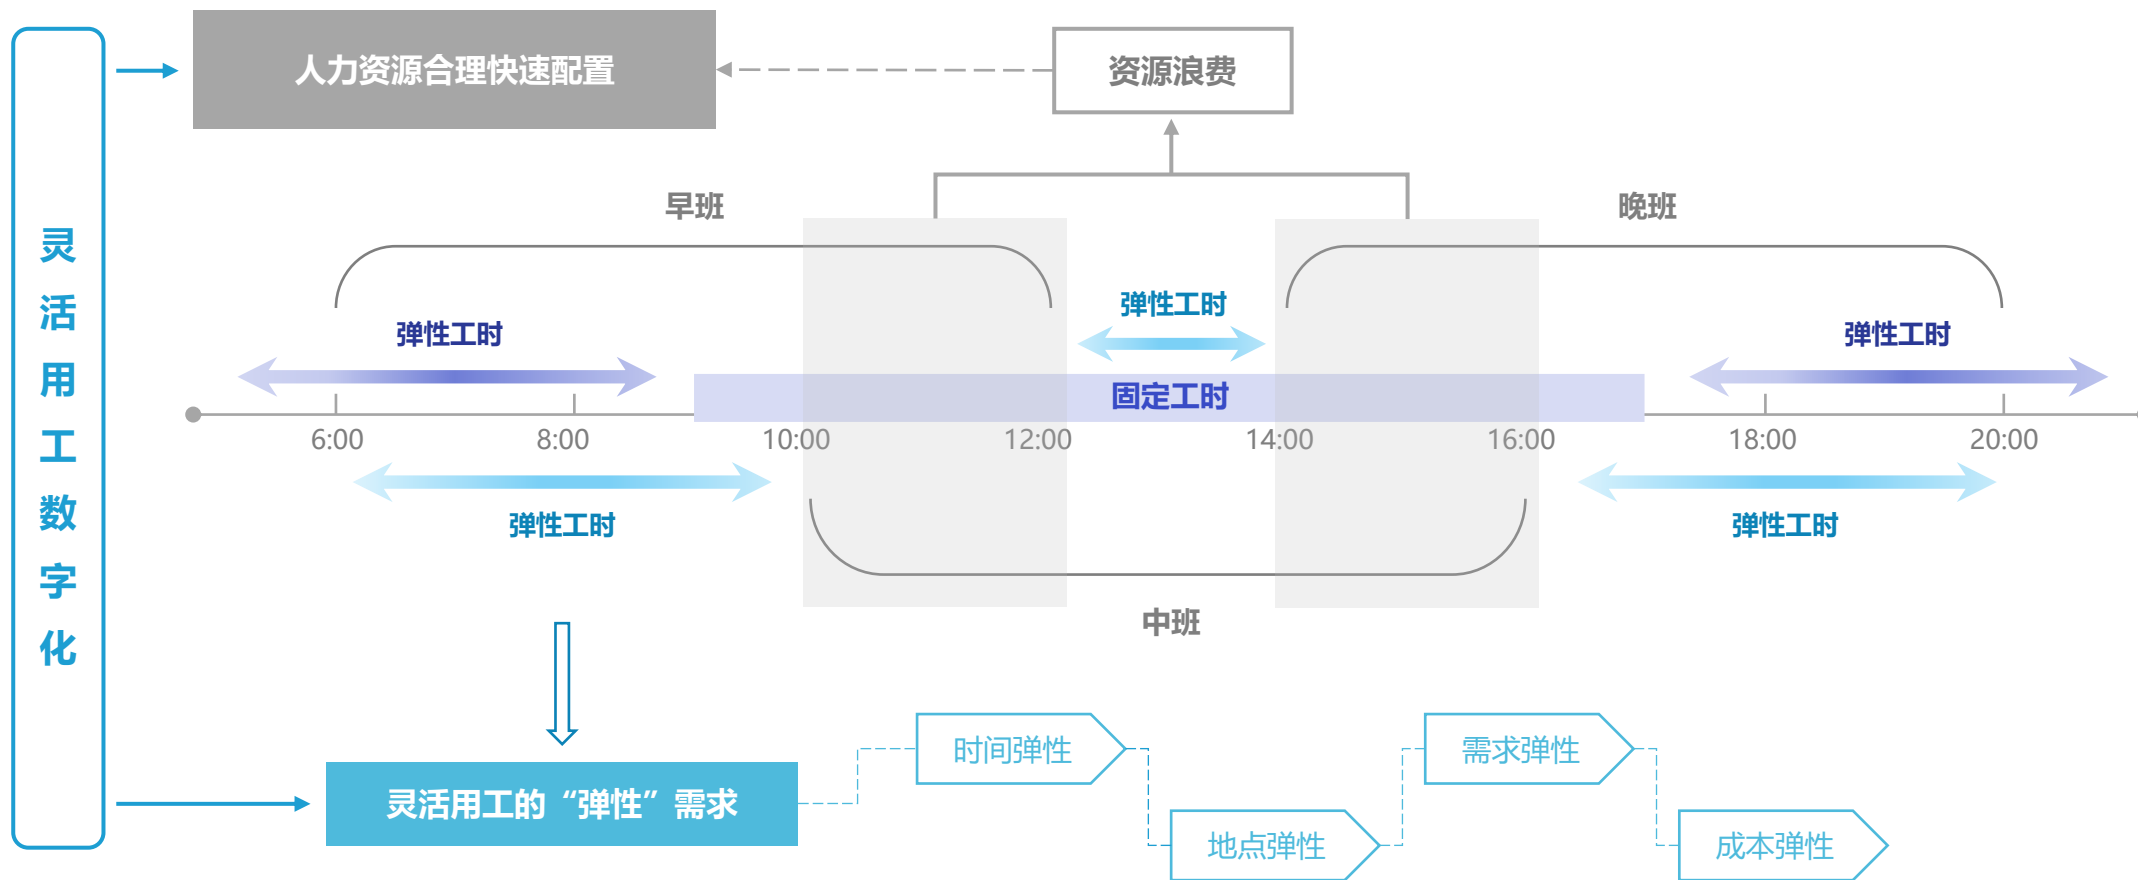 灵活用工数字化
人力资源合理快速配置
资源浪费
早班
晚班
弹性工时
弹性工时
弹性工时
固定工时
6:00
8:00
10:00
12:00
14:00
16:00
18:00
20:00
弹性工时
弹性工时
中班
灵活用工的“弹性”需求
时间弹性
地点弹性
需求弹性
成本弹性